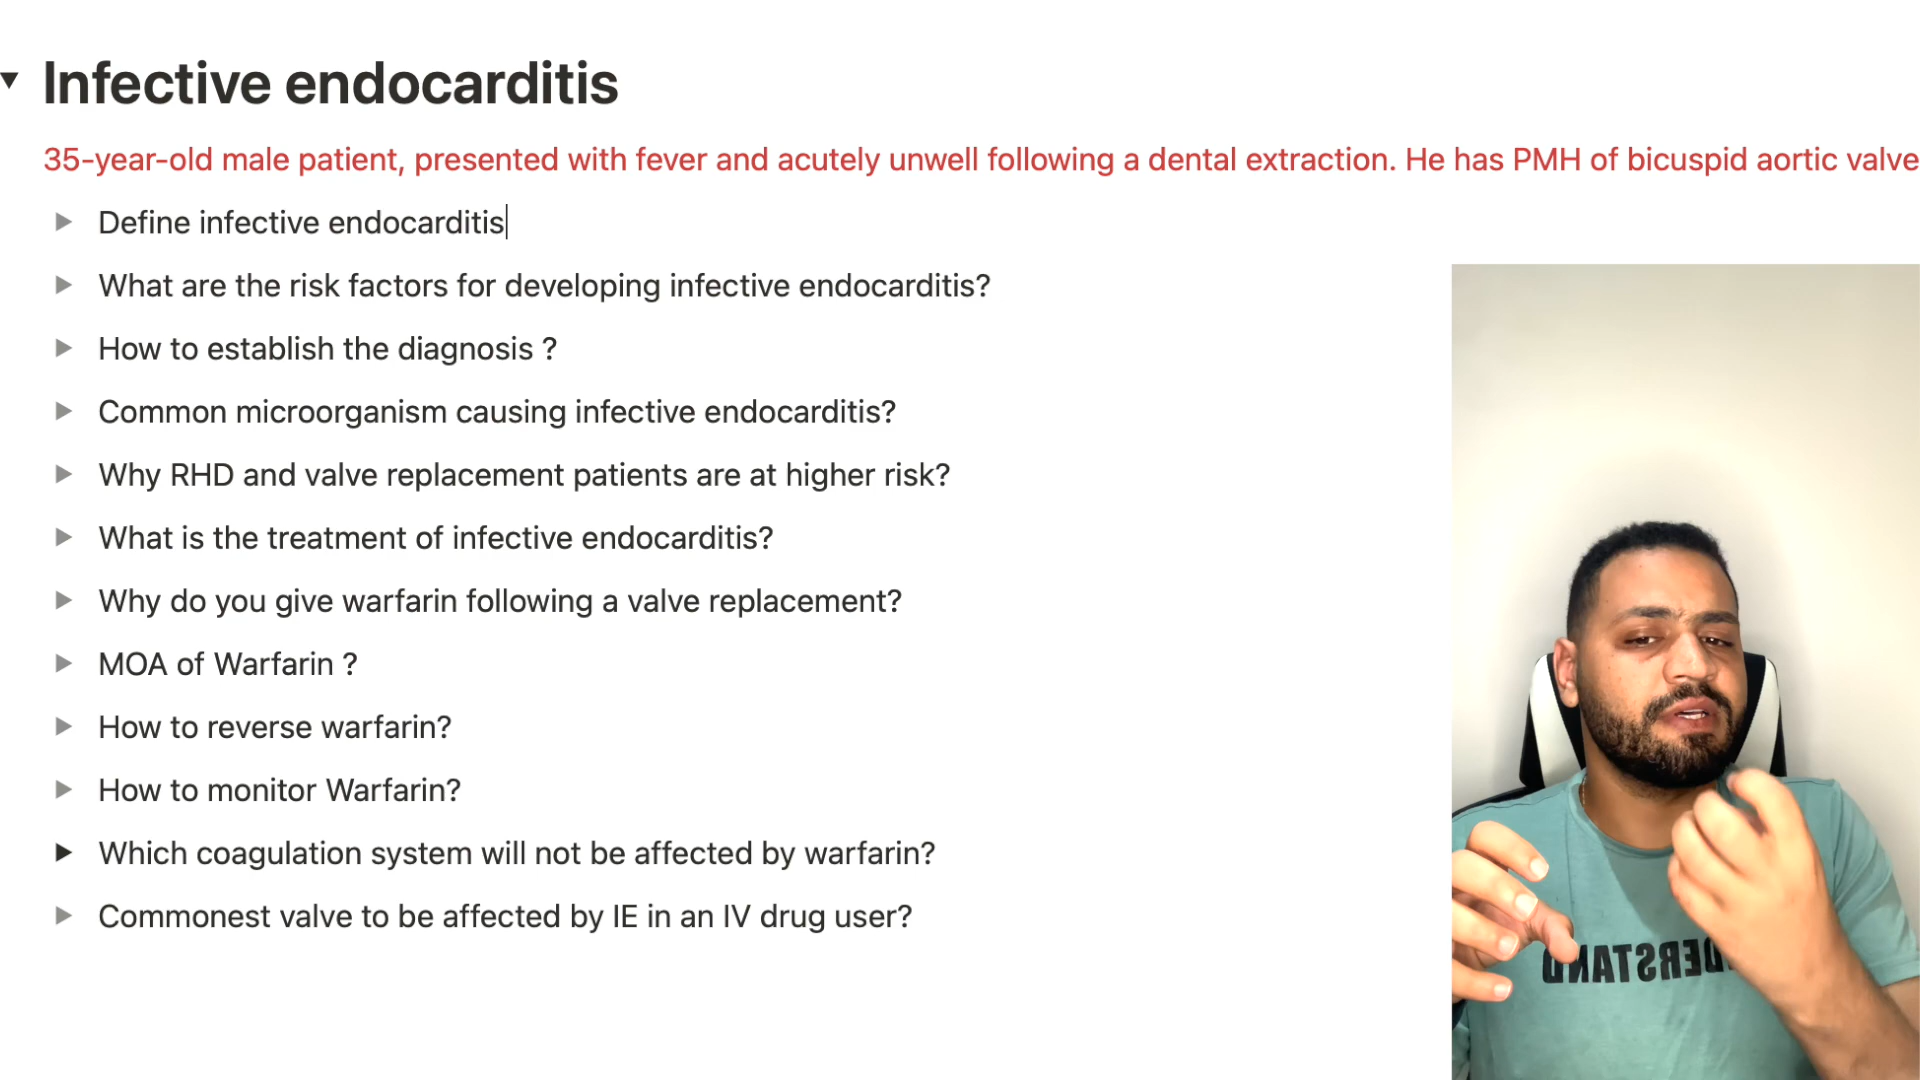 Infective endocarditis
35-year-old male patient, presented with fever and acutely unwell following a dental extraction. He has PMH of bicuspid aortic valve
Define infective endocarditis
What are the risk factors for developing infective endocarditis?
How to establish the diagnosis ?
Common microorganism causing infective endocarditis?
Why RHD and valve replacement patients are at higher risk?
What is the treatment of infective endocarditis?
Why do you give warfarin following a valve replacement?
MOA of Warfarin ?
How to reverse warfarin?
How to monitor Warfarin?
Which coagulation system will not be affected by warfarin?
Commonest valve to be affected by IE in an IV drug user?